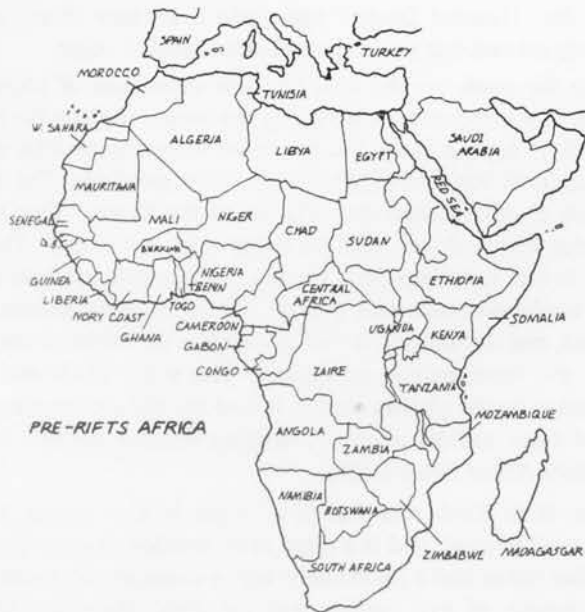 SPAIN
TURKEY
MOROCCO
TUNISIA
ALGERIA
LIBYA
EGYPT
SAUDI
ARABIA
W. SAHARA
RED SEA
MAURITANIA
MALI
NIGER
CHAD
SUDAN
SENEGAL
BURKINA
NIGERIA
BENIN
ETHIOPIA
GUINEA
LIBERIA
IVORY COAST
TOGO
GHANA
CENTRAL
AFRICA
CAMEROON
UGANDA
KENYA
SOMALIA
GABON
CONGO
ZAIRE
TANZANIA
MOZAMBIQUE
PRE-RIFTS AFRICA
ANGOLA
ZAMBIA
NAMIBIA
BOTSWANA
ZIMBABWE
MADAGASGAR
SOUTH AFRICA